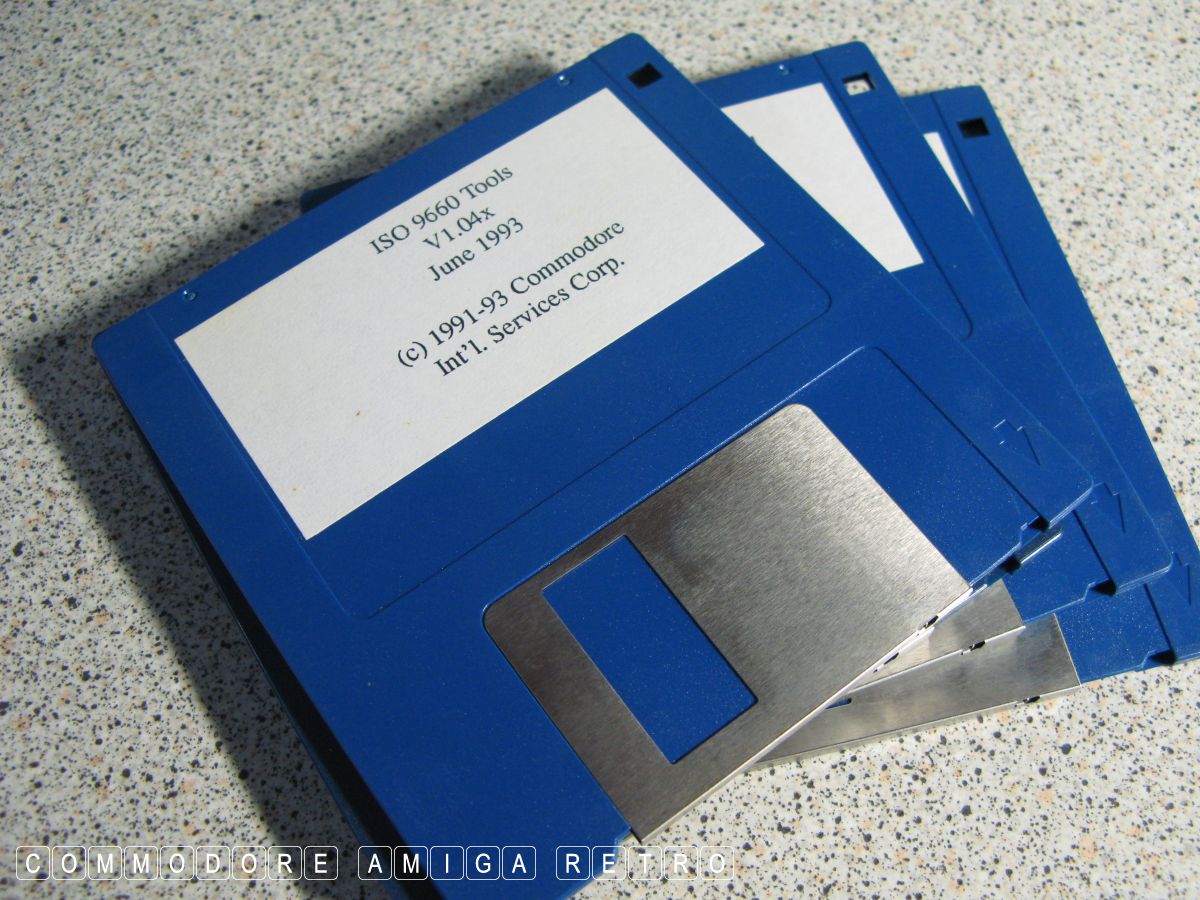 ISO 9660 Tools
V1.04x
June 1993
(c) 1991-93 Commodore
Int'l. Services Corp.
COMMODORE AMIGA RETRO